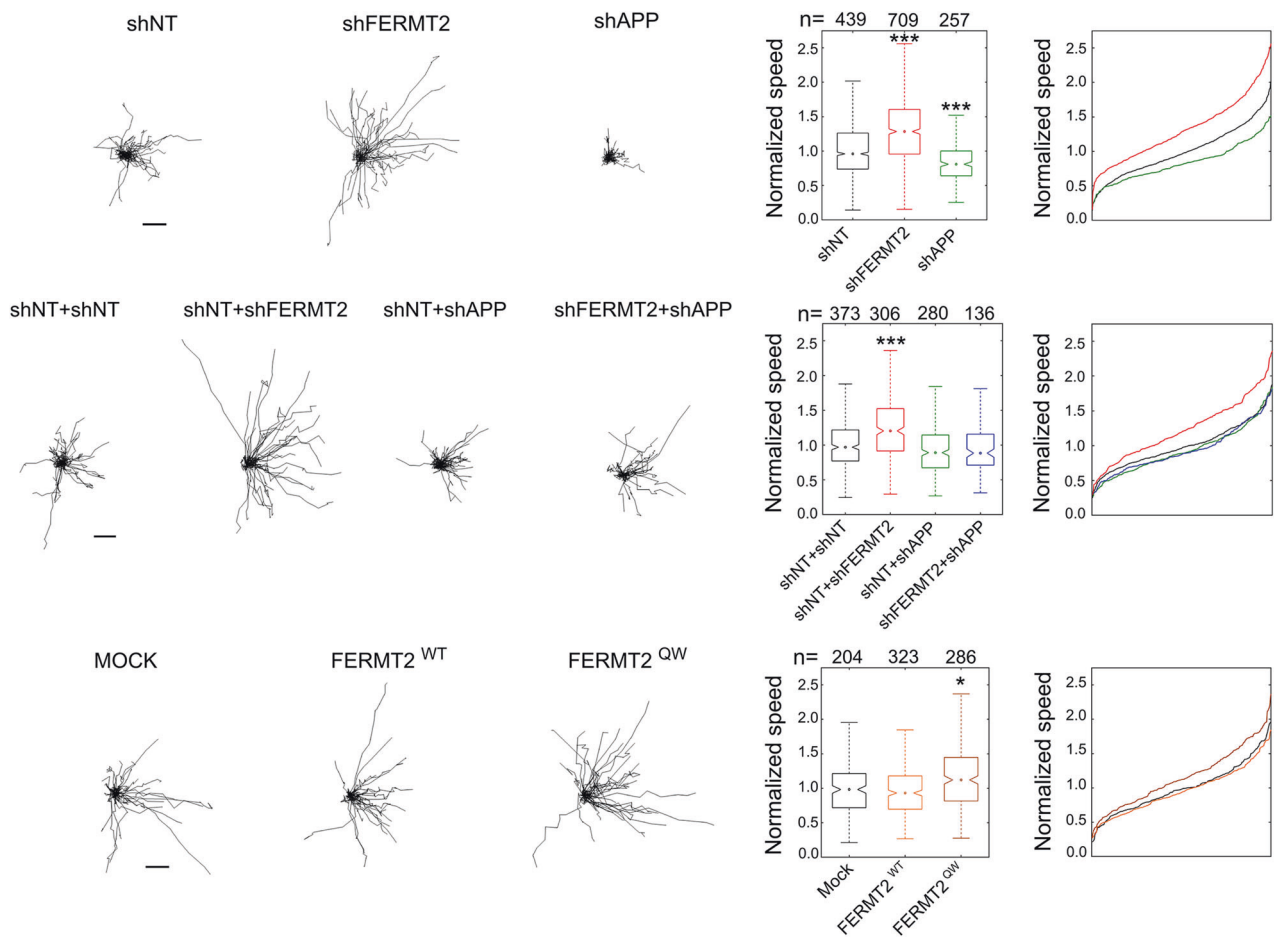 shNT shFERMT2 shAPP
n= 439 709 257
*** ***
Normalized speed
2.5
2.0
1.5
1.0
0.5
0.0
shNT shFERMT2 shAPP
Normalized speed
2.5
2.0
1.5
1.0
0.5
0.0
shNT+shNT shNT+shFERMT2 shNT+shAPP shFERMT2+shAPP
n= 373 306 280 136
***
Normalized speed
2.5
2.0
1.5
1.0
0.5
0.0
shNT+shNT shNT+shFERMT2 shNT+shAPP shFERMT2+shAPP
Normalized speed
2.5
2.0
1.5
1.0
0.5
0.0
MOCK FERMT2 WT FERMT2 QW
n= 204 323 286
*
Normalized speed
2.5
2.0
1.5
1.0
0.5
0.0
Mock FERMT2 WT FERMT2 QW
Normalized speed
2.5
2.0
1.5
1.0
0.5
0.0